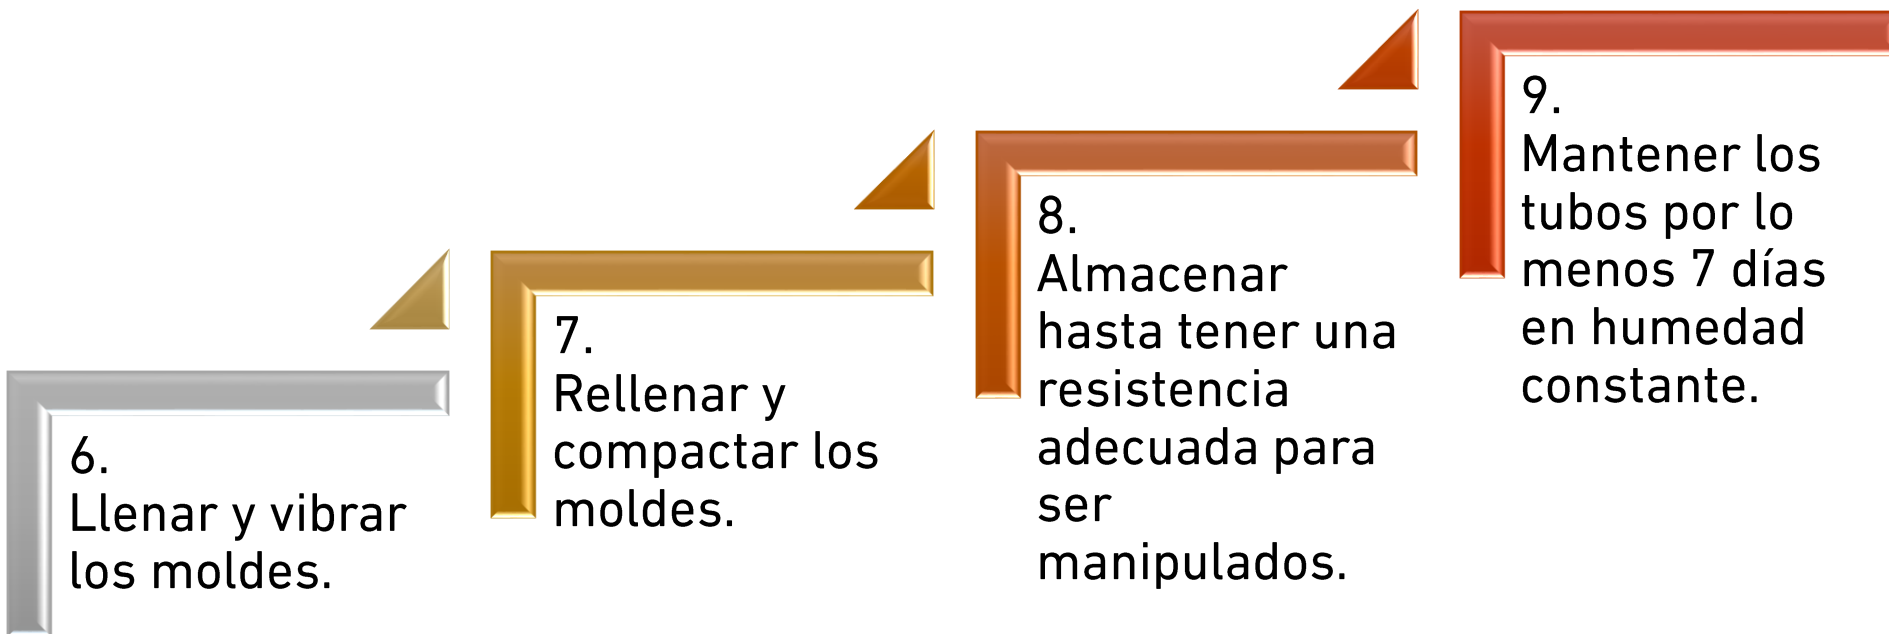 6.
Llenar y vibrar
los moldes.
7.
Rellenar y
compactar los
moldes.
8.
Almacenar
hasta tener una
resistencia
adecuada para
ser
manipulados.
9.
Mantener los
tubos por lo
menos 7 días
en humedad
constante.